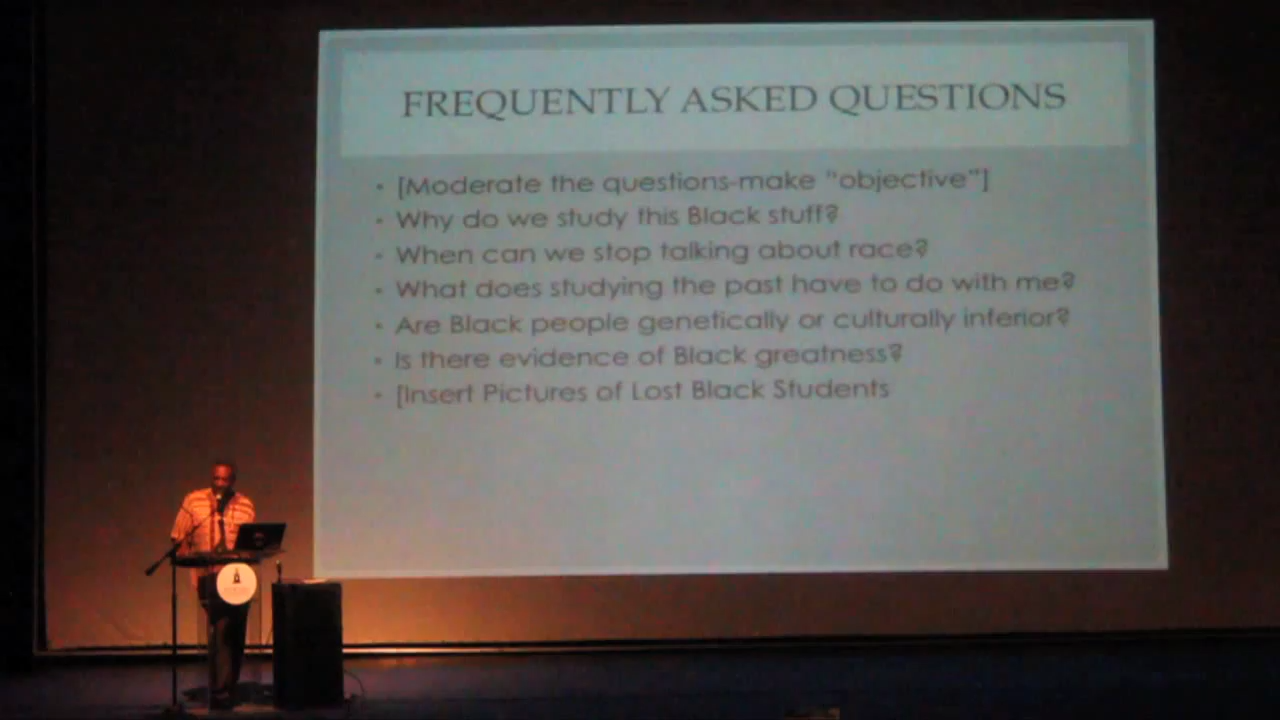 FREQUENTLY ASKED QUESTIONS
• [Moderate the questions-make “objective”]
• Why do we study this Black stuff?
• When can we stop talking about race?
• What does studying the past have to do with me?
• Are Black people genetically or culturally inferior?
• Is there evidence of Black greatness?
• [Insert Pictures of Lost Black Students